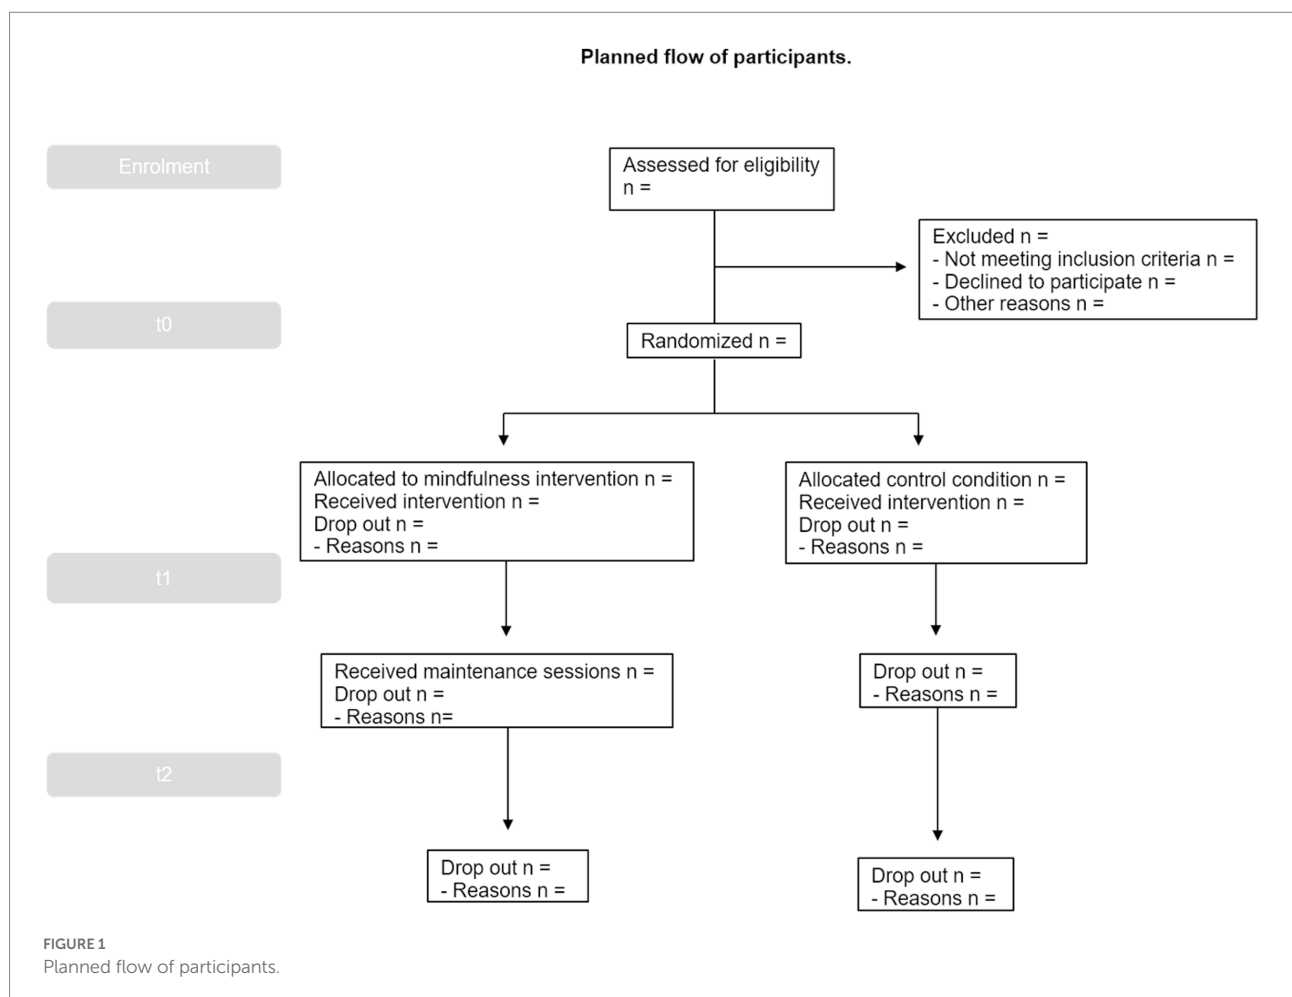 Planned flow of participants.
Enrolment
Assessed for eligibility
n =
Excluded n =
- Not meeting inclusion criteria n =
- Declined to participate n =
- Other reasons n =
t0
Randomized n =
Allocated to mindfulness intervention n =
Received intervention n =
Drop out n =
- Reasons n =
Allocated control condition n =
Received intervention n =
Drop out n =
- Reasons n =
t1
Received maintenance sessions n =
Drop out n =
- Reasons n=
Drop out n =
- Reasons n =
t2
Drop out n =
- Reasons n =
Drop out n =
- Reasons n =
FIGURE 1
Planned flow of participants.